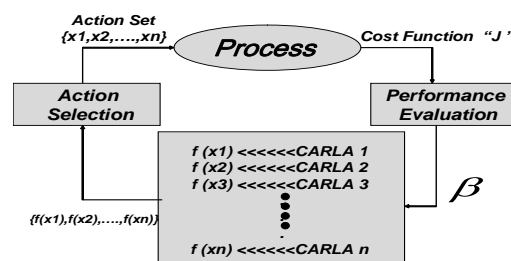 Action Set
{x1,x2,....,xn}
Process
Cost Function "J"
Action
Selection
Performance
Evaluation
f (x1) <<<<<<CARLA 1
f (x2) <<<<<<CARLA 2
f (x3) <<<<<<CARLA 3
{f(x1),f(x2),....,f(xn)}
β
f (xn) <<<<<<CARLA n